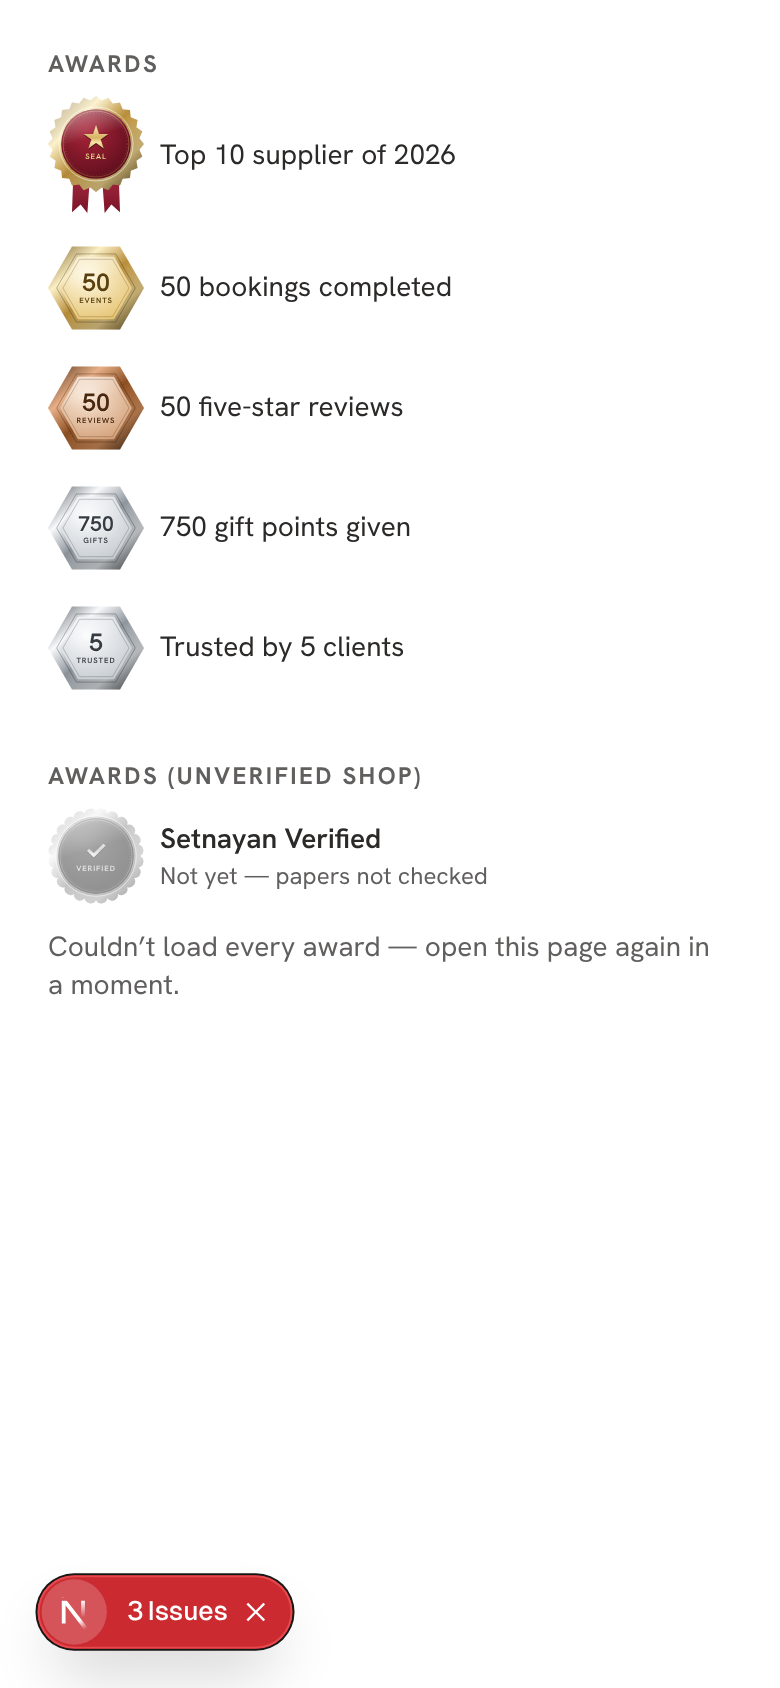 AWARDS
SEAL
Top 10 supplier of 2026
50
EVENTS
50 bookings completed
50
REVIEWS
50 five-star reviews
750
GIFTS
750 gift points given
5
TRUSTED
Trusted by 5 clients
AWARDS (UNVERIFIED SHOP)
VERIFIED
Setnayan Verified
Not yet — papers not checked
Couldn’t load every award — open this page again in
a moment.
N
3 Issues